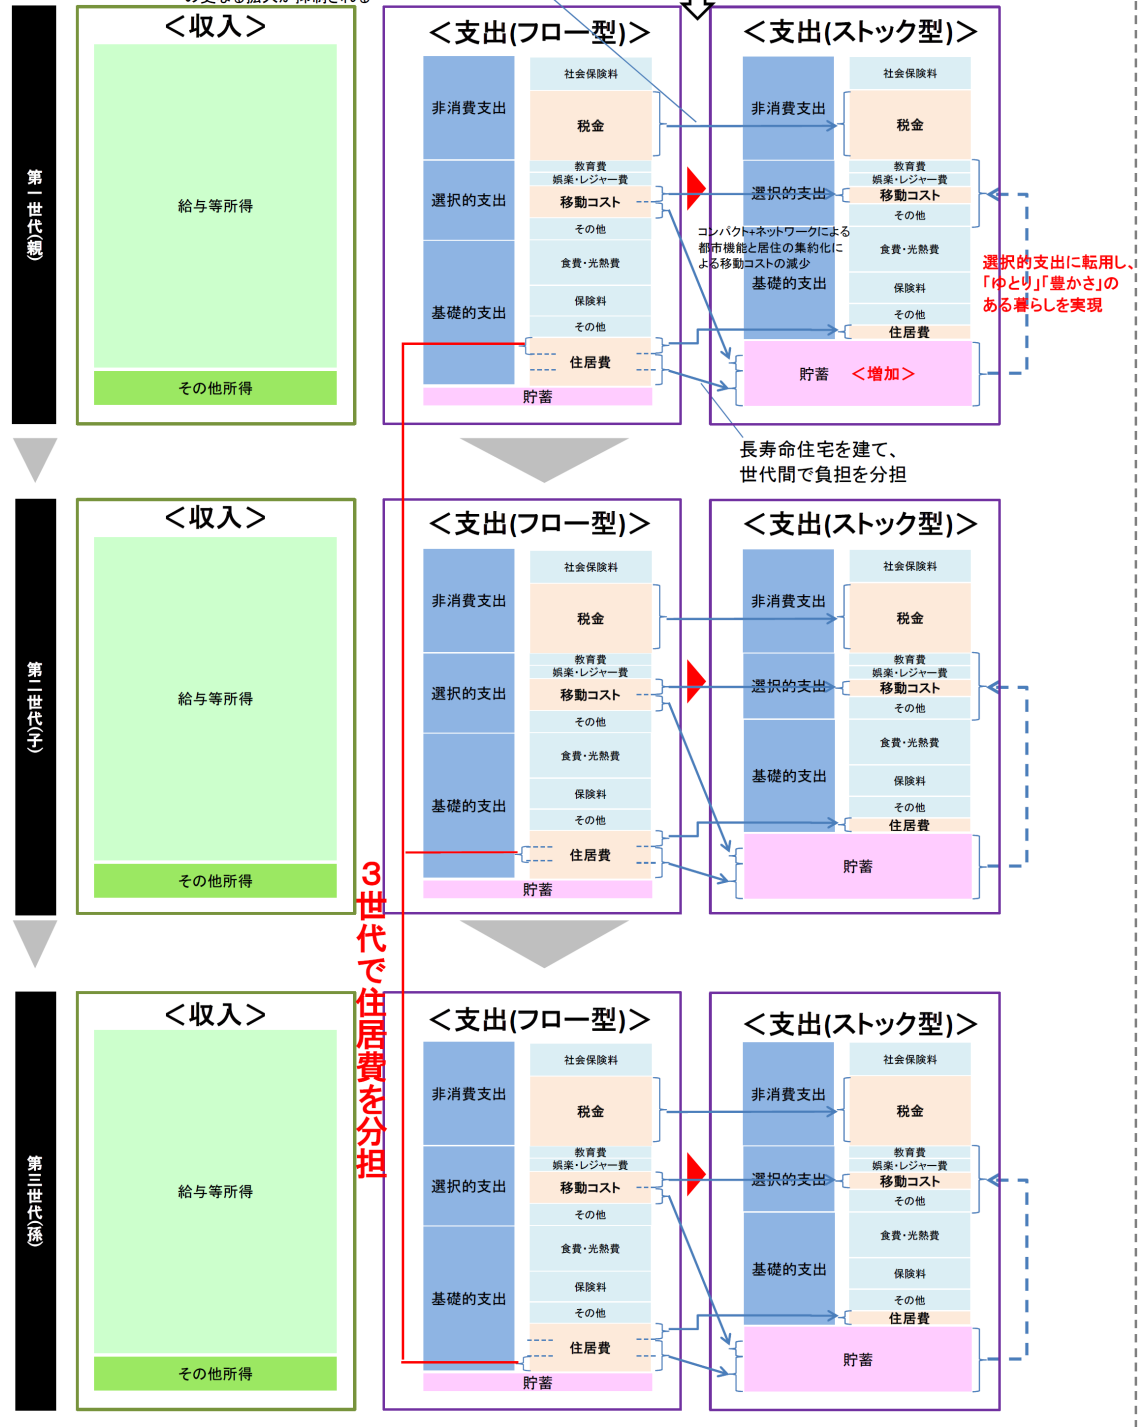 の更なる拡大が抑制される
第一世代(親)
＜収入＞
給与等所得
その他所得
＜支出(フロー型)＞
非消費支出
選択的支出
基礎的支出
社会保険料
税金
教育費
娯楽・レジャー費
移動コスト
その他
食費・光熱費
保険料
その他
住居費
貯蓄
＜支出(ストック型)＞
非消費支出
選択的支出
基礎的支出
社会保険料
税金
教育費
娯楽・レジャー費
移動コスト
その他
食費・光熱費
保険料
その他
住居費
貯蓄 ＜増加＞
コンパクト+ネットワークによる
都市機能と居住の集約化に
よる移動コストの減少
選択的支出に転用し、
「ゆとり」「豊かさ」の
ある暮らしを実現
長寿命住宅を建て、
世代間で負担を分担
第二世代(子)
＜収入＞
給与等所得
その他所得
＜支出(フロー型)＞
非消費支出
選択的支出
基礎的支出
社会保険料
税金
教育費
娯楽・レジャー費
移動コスト
その他
食費・光熱費
保険料
その他
住居費
貯蓄
＜支出(ストック型)＞
非消費支出
選択的支出
基礎的支出
社会保険料
税金
教育費
娯楽・レジャー費
移動コスト
その他
食費・光熱費
保険料
その他
住居費
貯蓄
３世代で住居費を分担
第三世代(孫)
＜収入＞
給与等所得
その他所得
＜支出(フロー型)＞
非消費支出
選択的支出
基礎的支出
社会保険料
税金
教育費
娯楽・レジャー費
移動コスト
その他
食費・光熱費
保険料
その他
住居費
貯蓄
＜支出(ストック型)＞
非消費支出
選択的支出
基礎的支出
社会保険料
税金
教育費
娯楽・レジャー費
移動コスト
その他
食費・光熱費
保険料
その他
住居費
貯蓄